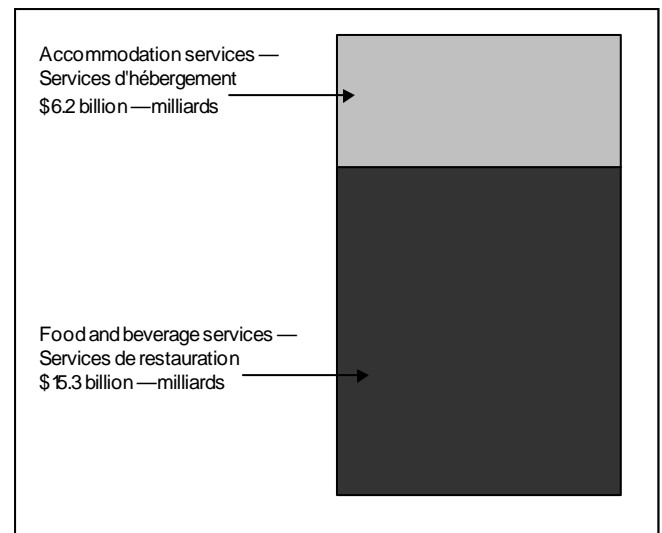 Accommodation services —
Services d'hébergement
$6.2 billion — milliards
Food and beverage services —
Services de restauration
$15.3 billion — milliards